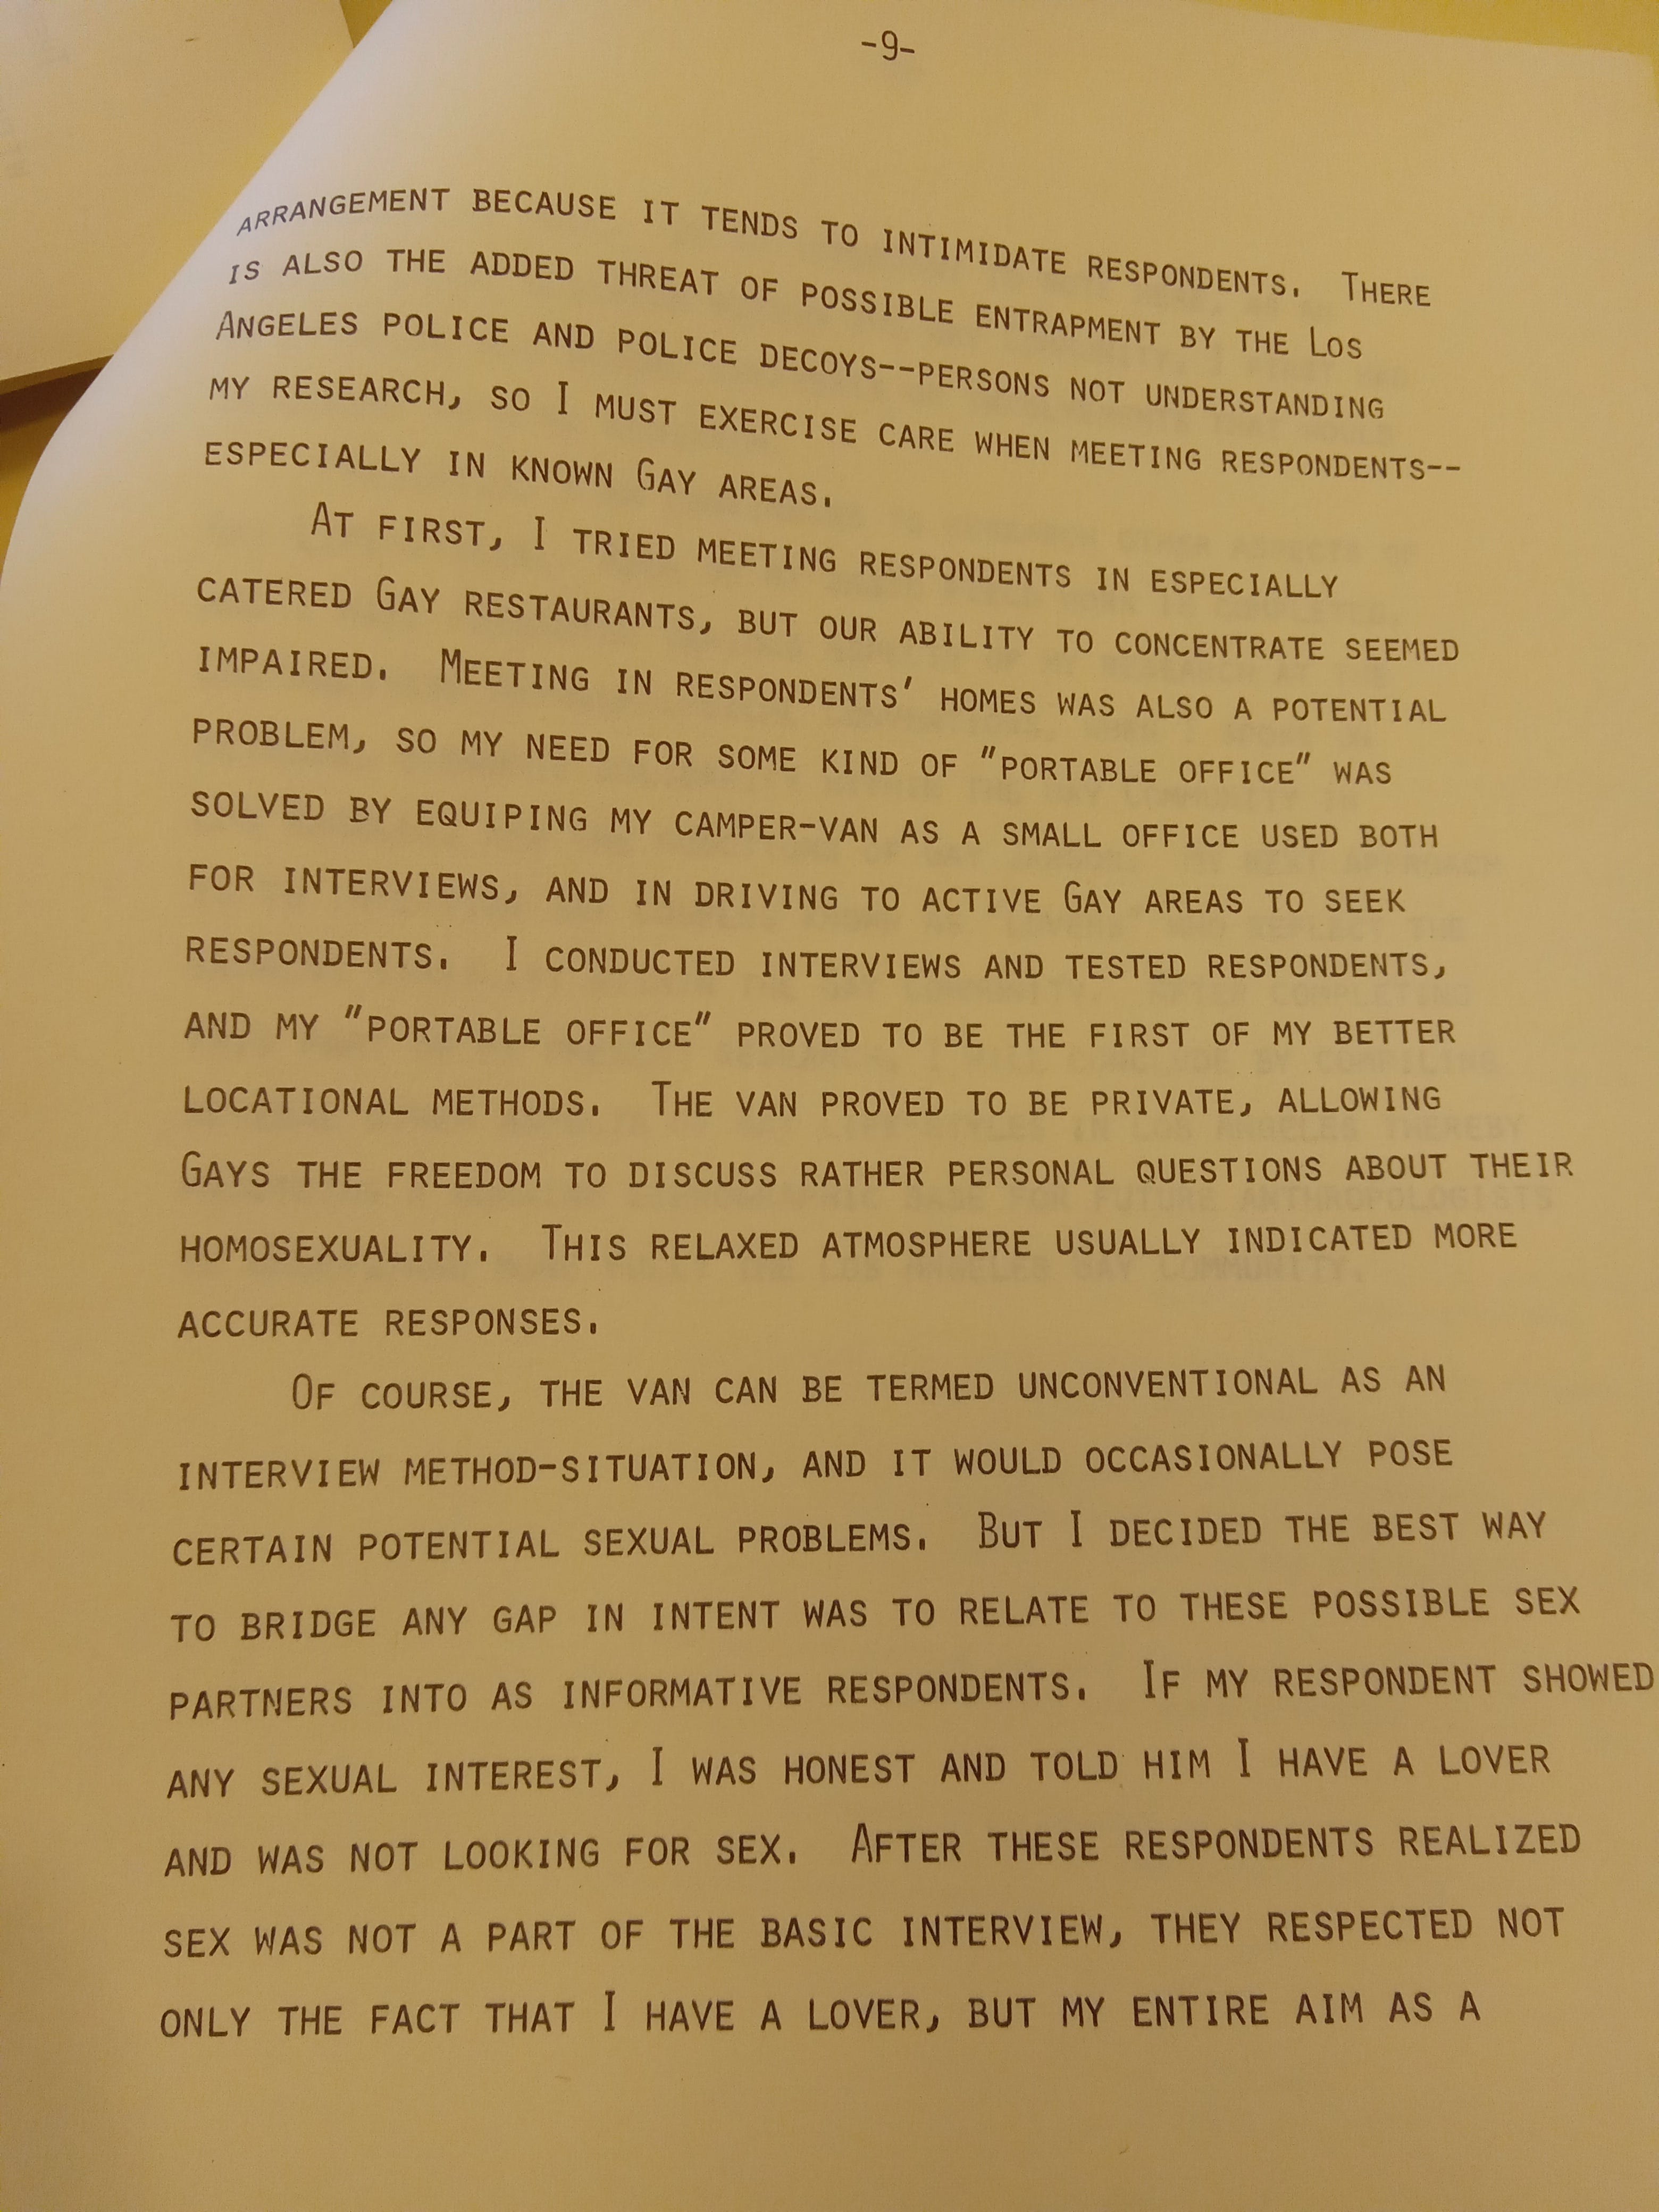 -9-
ARRANGEMENT BECAUSE IT TENDS TO INTIMIDATE RESPONDENTS. THERE
IS ALSO THE ADDED THREAT OF POSSIBLE ENTRAPMENT BY THE LOS
ANGELES POLICE AND POLICE DECOYS--PERSONS NOT UNDERSTANDING
MY RESEARCH, SO I MUST EXERCISE CARE WHEN MEETING RESPONDENTS--
ESPECIALLY IN KNOWN GAY AREAS.
AT FIRST, I TRIED MEETING RESPONDENTS IN ESPECIALLY
CATERED GAY RESTAURANTS, BUT OUR ABILITY TO CONCENTRATE SEEMED
IMPAIRED. MEETING IN RESPONDENTS' HOMES WAS ALSO A POTENTIAL
PROBLEM, SO MY NEED FOR SOME KIND OF "PORTABLE OFFICE" WAS
SOLVED BY EQUIPING MY CAMPER-VAN AS A SMALL OFFICE USED BOTH
FOR INTERVIEWS, AND IN DRIVING TO ACTIVE GAY AREAS TO SEEK
RESPONDENTS. I CONDUCTED INTERVIEWS AND TESTED RESPONDENTS,
AND MY "PORTABLE OFFICE" PROVED TO BE THE FIRST OF MY BETTER
LOCATIONAL METHODS. THE VAN PROVED TO BE PRIVATE, ALLOWING
GAYS THE FREEDOM TO DISCUSS RATHER PERSONAL QUESTIONS ABOUT THEIR
HOMOSEXUALITY. THIS RELAXED ATMOSPHERE USUALLY INDICATED MORE
ACCURATE RESPONSES.
OF COURSE, THE VAN CAN BE TERMED UNCONVENTIONAL AS AN
INTERVIEW METHOD-SITUATION, AND IT WOULD OCCASIONALLY POSE
CERTAIN POTENTIAL SEXUAL PROBLEMS. BUT I DECIDED THE BEST WAY
TO BRIDGE ANY GAP IN INTENT WAS TO RELATE TO THESE POSSIBLE SEX
PARTNERS INTO AS INFORMATIVE RESPONDENTS. IF MY RESPONDENT SHOWED
ANY SEXUAL INTEREST, I WAS HONEST AND TOLD HIM I HAVE A LOVER
AND WAS NOT LOOKING FOR SEX. AFTER THESE RESPONDENTS REALIZED
SEX WAS NOT A PART OF THE BASIC INTERVIEW, THEY RESPECTED NOT
ONLY THE FACT THAT I HAVE A LOVER, BUT MY ENTIRE AIM AS A